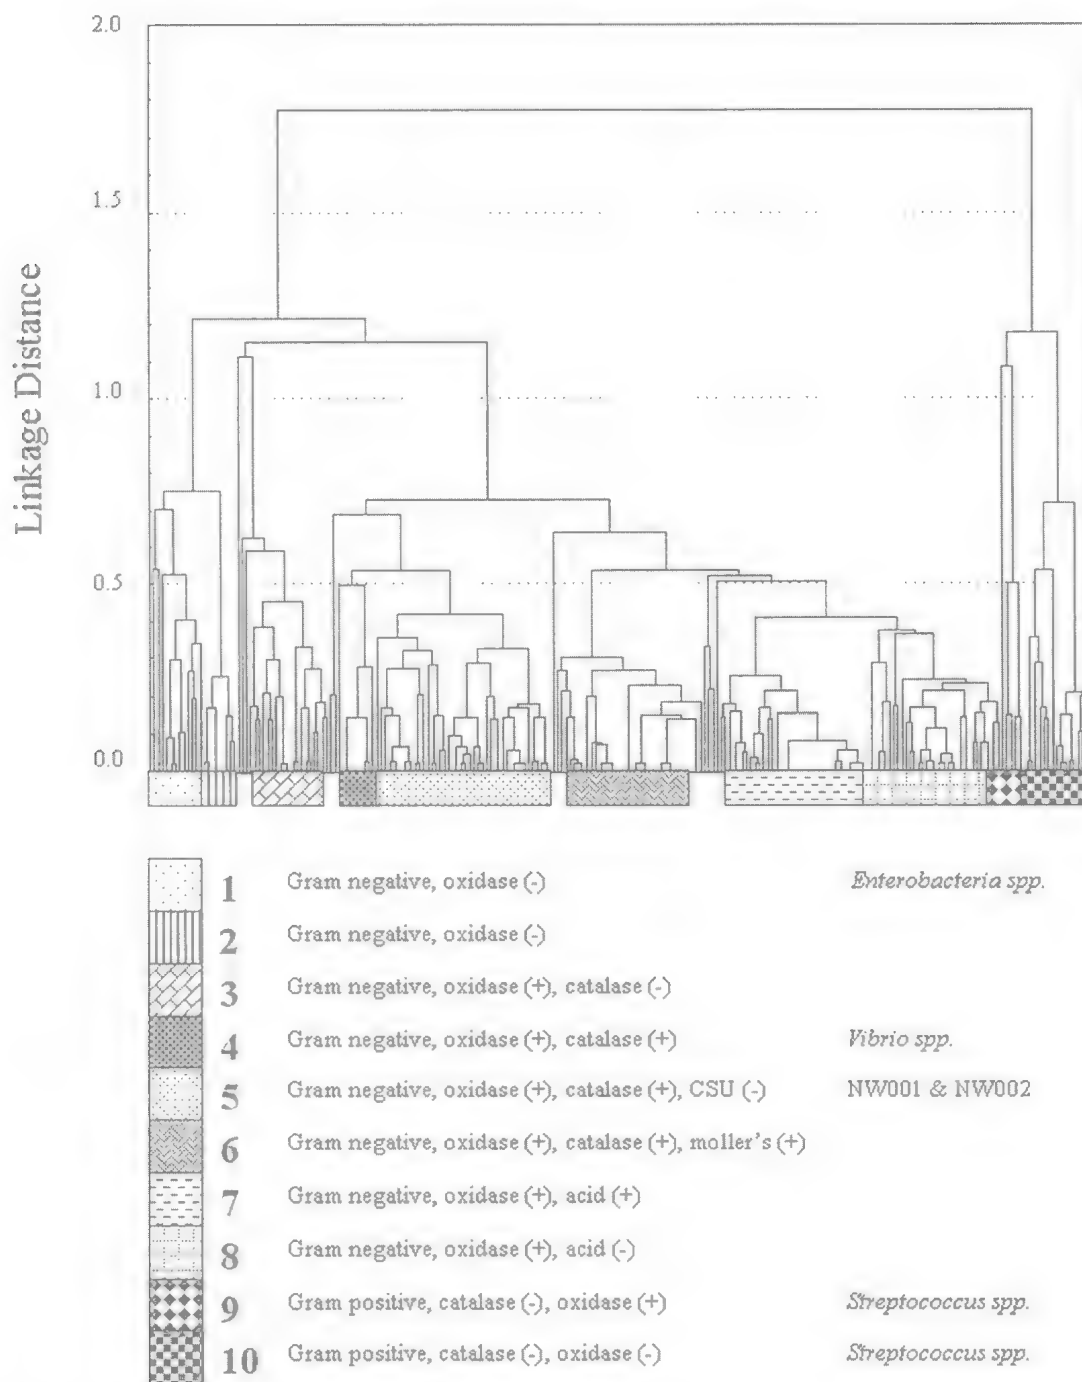 2.0
1.5
1.0
0.5
0.0
Linkage Distance
1 Gram negative, oxidase (-) Enterobacteria spp.
2 Gram negative, oxidase (-)
3 Gram negative, oxidase (+), catalase (-)
4 Gram negative, oxidase (+), catalase (+) Vibrio spp.
5 Gram negative, oxidase (+), catalase (+), CSU (-) NW001 & NW002
6 Gram negative, oxidase (+), catalase (+), moller's (+)
7 Gram negative, oxidase (+), acid (+)
8 Gram negative, oxidase (+), acid (-)
9 Gram positive, catalase (-), oxidase (+) Streptococcus spp.
10 Gram positive, catalase (-), oxidase (-) Streptococcus spp.